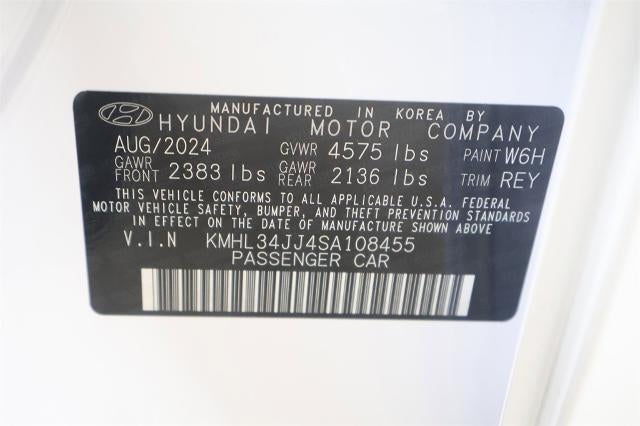 MANUFACTURED IN KOREA BY
HYUNDAI MOTOR COMPANY
AUG/2024 GVWR 4575 lbs PAINT W6H
GAWR FRONT 2383 lbs GAWR REAR 2136 lbs TRIM REY
THIS VEHICLE CONFORMS TO ALL APPLICABLE U.S.A. FEDERAL
MOTOR VEHICLE SAFETY, BUMPER, AND THEFT PREVENTION STANDARDS
IN EFFECT ON THE DATE OF MANUFACTURE SHOWN ABOVE.
V.I.N KMHL34JJ4SA108455
PASSENGER CAR